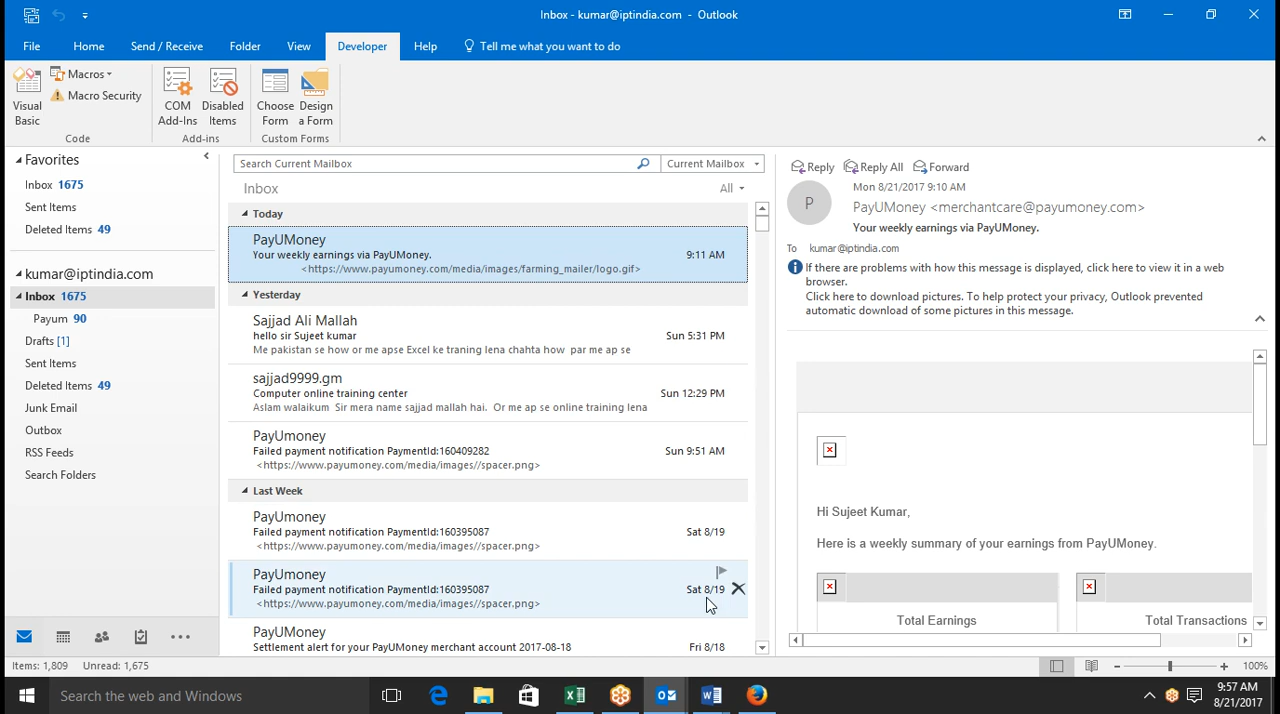 Inbox - kumar@iptindia.com - Outlook
File Home Send / Receive Folder View Developer Help Tell me what you want to do
Visual Basic
Macros
Macro Security
Code
COM Add-Ins
Disabled Items
Add-ins
Choose Form
Design a Form
Custom Forms
Favorites
Inbox 1675
Sent Items
Deleted Items 49
kumar@iptindia.com
Inbox 1675
Payum 90
Drafts [1]
Sent Items
Deleted Items 49
Junk Email
Outbox
RSS Feeds
Search Folders
Search Current Mailbox Current Mailbox
Inbox All
Today
PayUMoney
Your weekly earnings via PayUMoney. 9:11 AM
<https://www.payumoney.com/media/images/farming_mailer/logo.gif>
Yesterday
Sajjad Ali Mallah
hello sir Sujeet kumar Sun 5:31 PM
Me pakistan se how or me apse Excel ke traning lena chahta how par me ap se
sajjad9999.gm
Computer online training center Sun 12:29 PM
Aslam walaikum Sir mera name sajjad mallah hai. Or me ap se online training lena
PayUmoney
Failed payment notification PaymentId:160409282 Sun 9:51 AM
<https://www.payumoney.com/media/images//spacer.png>
Last Week
PayUmoney
Failed payment notification PaymentId:160395087 Sat 8/19
<https://www.payumoney.com/media/images//spacer.png>
PayUmoney
Failed payment notification PaymentId:160395087 Sat 8/19
<https://www.payumoney.com/media/images//spacer.png>
PayUMoney
Settlement alert for your PayUMoney merchant account 2017-08-18 Fri 8/18
Reply Reply All Forward
Mon 8/21/2017 9:10 AM
P
PayUMoney <merchantcare@payumoney.com>
Your weekly earnings via PayUMoney.
To kumar@iptindia.com
If there are problems with how this message is displayed, click here to view it in a web
browser.
Click here to download pictures. To help protect your privacy, Outlook prevented
automatic download of some pictures in this message.
Hi Sujeet Kumar,
Here is a weekly summary of your earnings from PayUMoney.
Total Earnings Total Transactions
Items: 1,809 Unread: 1,675 100%
Search the web and Windows
9:57 AM
8/21/2017